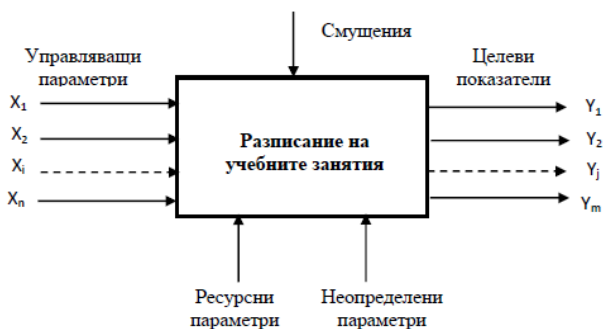 Смущения
Управляващи
параметри
Целеви
показатели
X1
Y1
X2
Разписание на
учебните занятия
Y2
Xi
Yj
Xn
Ym
Ресурсни
параметри
Неопределени
параметри